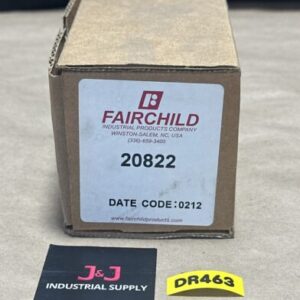 FAIRCHILD
INDUSTRIAL PRODUCTS COMPANY
WINSTON-SALEM, NC, USA
(336)-659-3400
20822
DATE CODE:0212
www.fairchildproducts.com
J&J
INDUSTRIAL SUPPLY
DR463